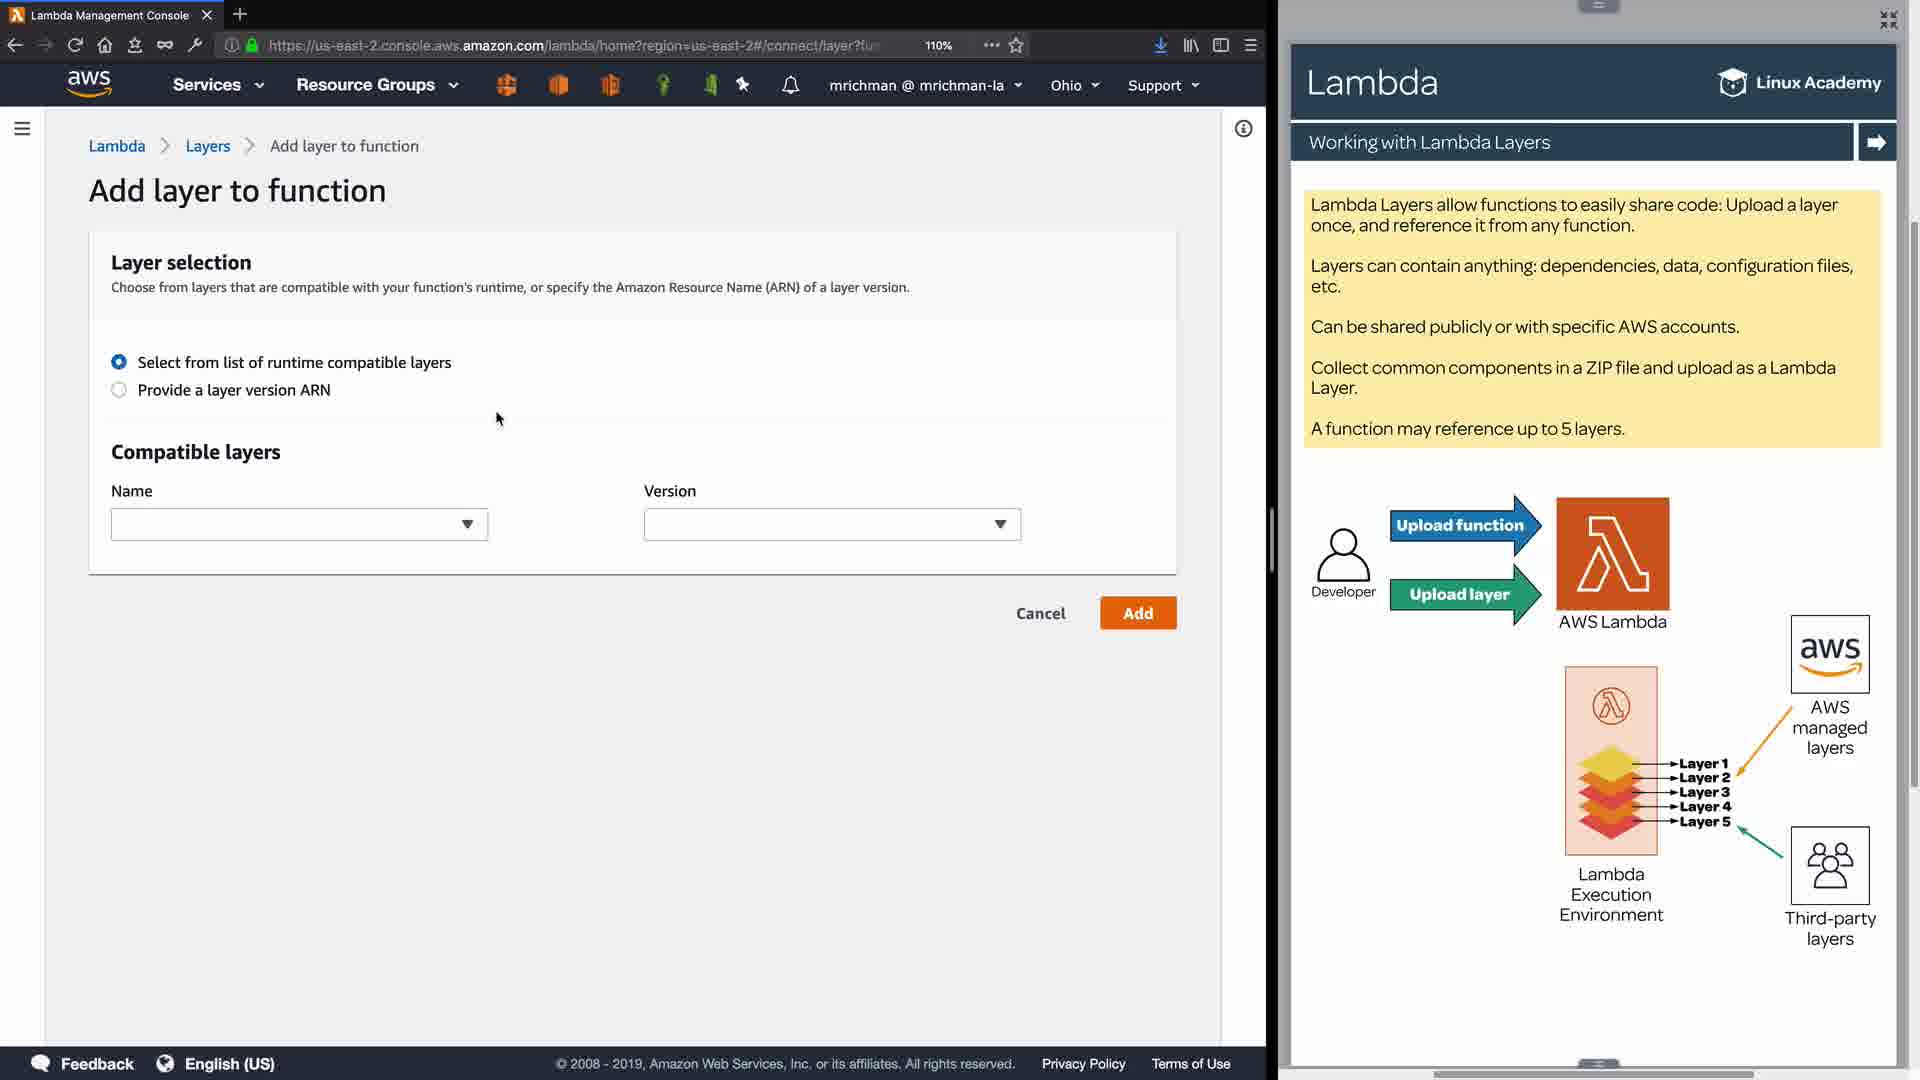 Lambda Management Console
https://us-east-2.console.aws.amazon.com/lambda/home?region=us-east-2#/connect/layer?fu
110%
aws
Services
Resource Groups
mrichman @ mrichman-la
Ohio
Support
Lambda
Layers
Add layer to function
Add layer to function
Layer selection
Choose from layers that are compatible with your function's runtime, or specify the Amazon Resource Name (ARN) of a layer version.
Select from list of runtime compatible layers
Provide a layer version ARN
Compatible layers
Name
Version
Cancel
Add
Feedback
English (US)
© 2008 - 2019, Amazon Web Services, Inc. or its affiliates. All rights reserved.
Privacy Policy
Terms of Use
Lambda
Linux Academy
Working with Lambda Layers
Lambda Layers allow functions to easily share code: Upload a layer
once, and reference it from any function.
Layers can contain anything: dependencies, data, configuration files,
etc.
Can be shared publicly or with specific AWS accounts.
Collect common components in a ZIP file and upload as a Lambda
Layer.
A function may reference up to 5 layers.
Upload function
Developer
Upload layer
AWS Lambda
aws
AWS
managed
layers
Layer 1
Layer 2
Layer 3
Layer 4
Layer 5
Lambda
Execution
Environment
Third-party
layers